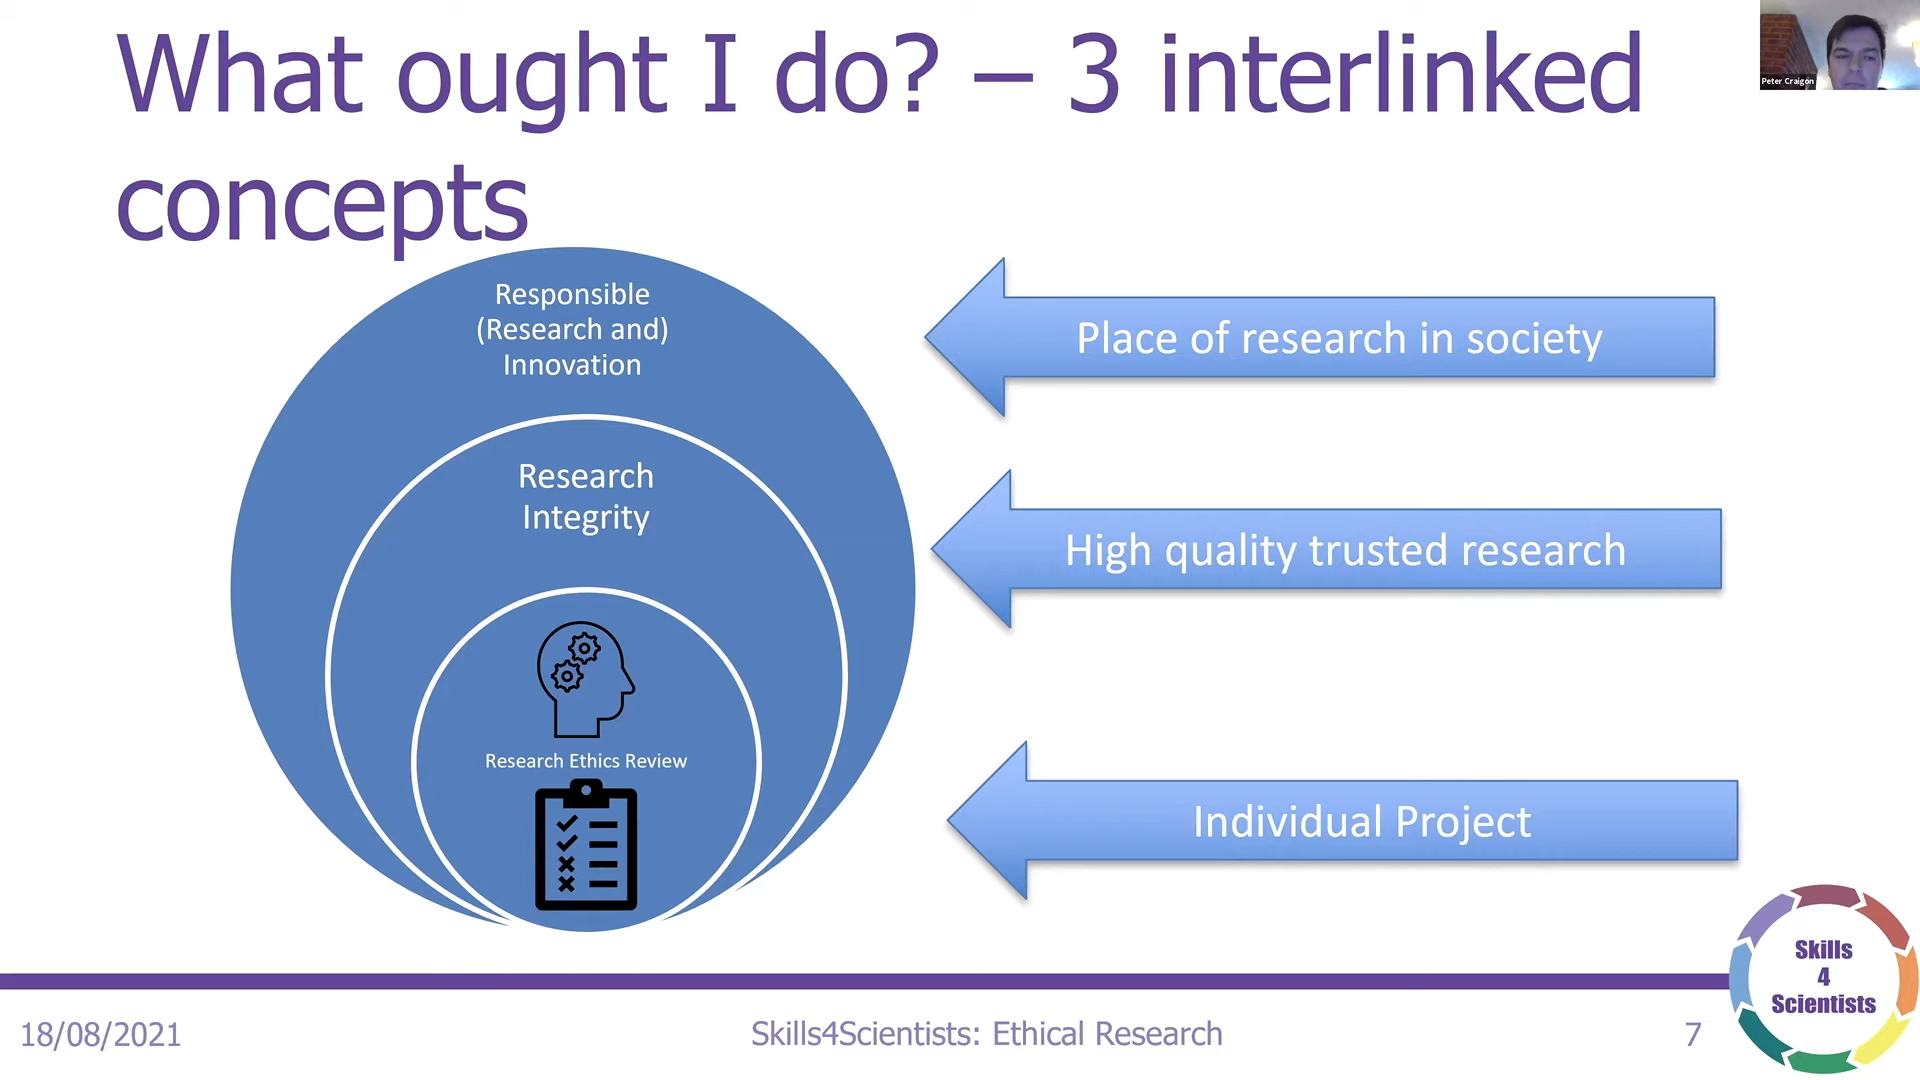 What ought I do? – 3 interlinked
concepts
Peter Craigon
Responsible
(Research and)
Innovation
Place of research in society
Research
Integrity
High quality trusted research
Research Ethics Review
Individual Project
Skills
4
Scientists
18/08/2021
Skills4Scientists: Ethical Research
7